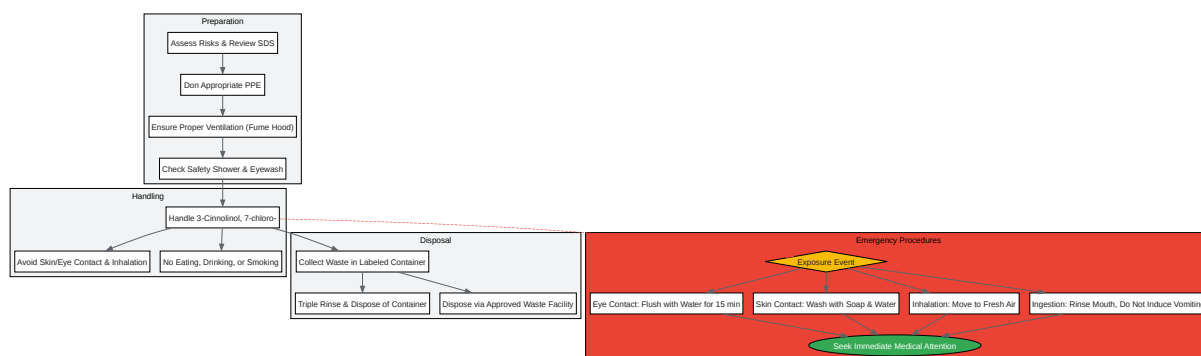 Preparation
Assess Risks & Review SDS
Don Appropriate PPE
Ensure Proper Ventilation (Fume Hood)
Check Safety Shower & Eyewash
Handling
Handle 3-Cinnolinol, 7-chloro-
Avoid Skin/Eye Contact & Inhalation
No Eating, Drinking, or Smoking
Disposal
Collect Waste in Labeled Container
Triple Rinse & Dispose of Container
Dispose via Approved Waste Facility
Emergency Procedures
Exposure Event
Eye Contact: Flush with Water for 15 min
Skin Contact: Wash with Soap & Water
Inhalation: Move to Fresh Air
Ingestion: Rinse Mouth, Do Not Induce Vomiting
Seek Immediate Medical Attention